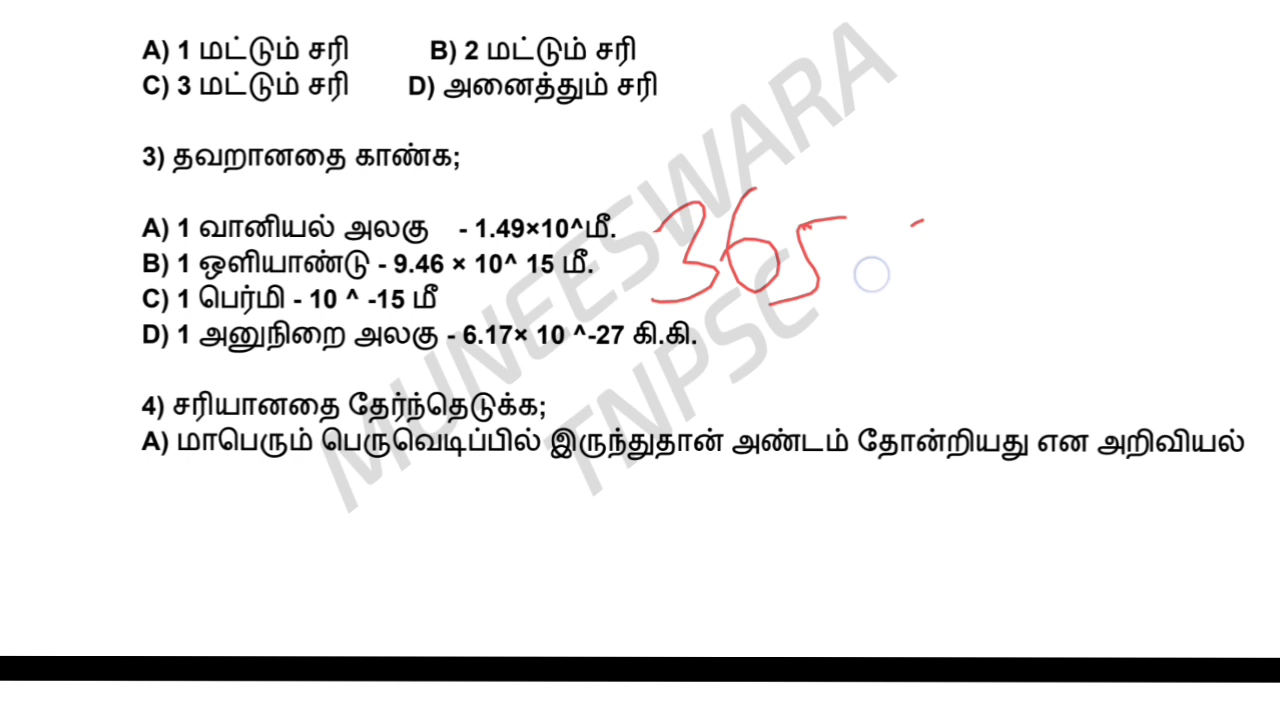 A) 1 மட்டும் சரி B) 2 மட்டும் சரி
C) 3 மட்டும் சரி D) அனைத்தும் சரி
3) தவறானதை காண்க;
A) 1 வானியல் அலகு - 1.49×10^மீ.
B) 1 ஒளியாண்டு - 9.46 × 10^ 15 மீ.
C) 1 பெர்மி - 10 ^ -15 மீ
D) 1 அனுநிறை அலகு - 6.17× 10 ^-27 கி.கி.
365
4) சரியானதை தேர்ந்தெடுக்க;
A) மாபெரும் பெருவெடிப்பில் இருந்துதான் அண்டம் தோன்றியது என அறிவியல்
MUNEESWARA
TNPSC